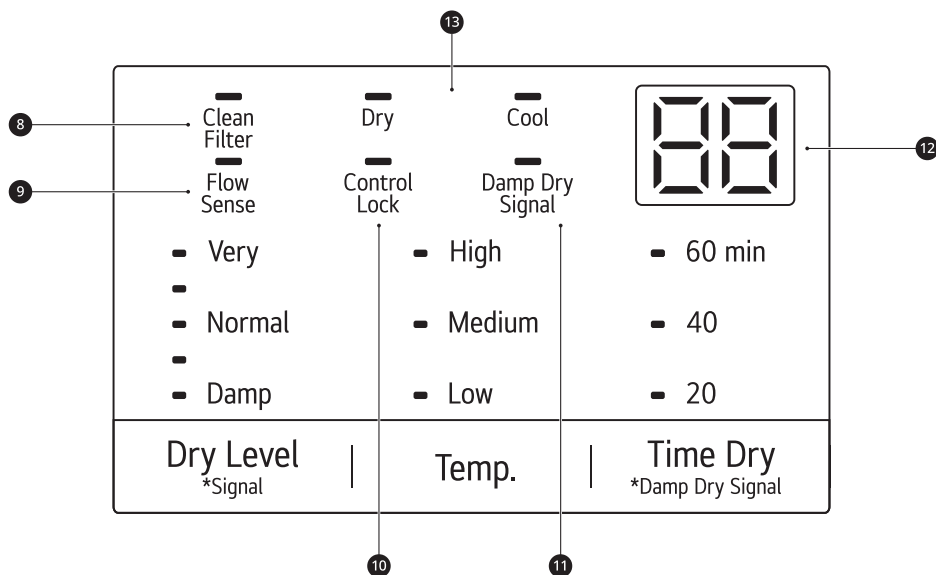 13
8
Clean
Filter
Dry
Cool
88
12
9
Flow
Sense
Control
Lock
Damp Dry
Signal
Very
High
60 min
Normal
Medium
40
Damp
Low
20
Dry Level
*Signal
Temp.
Time Dry
*Damp Dry Signal
10
11